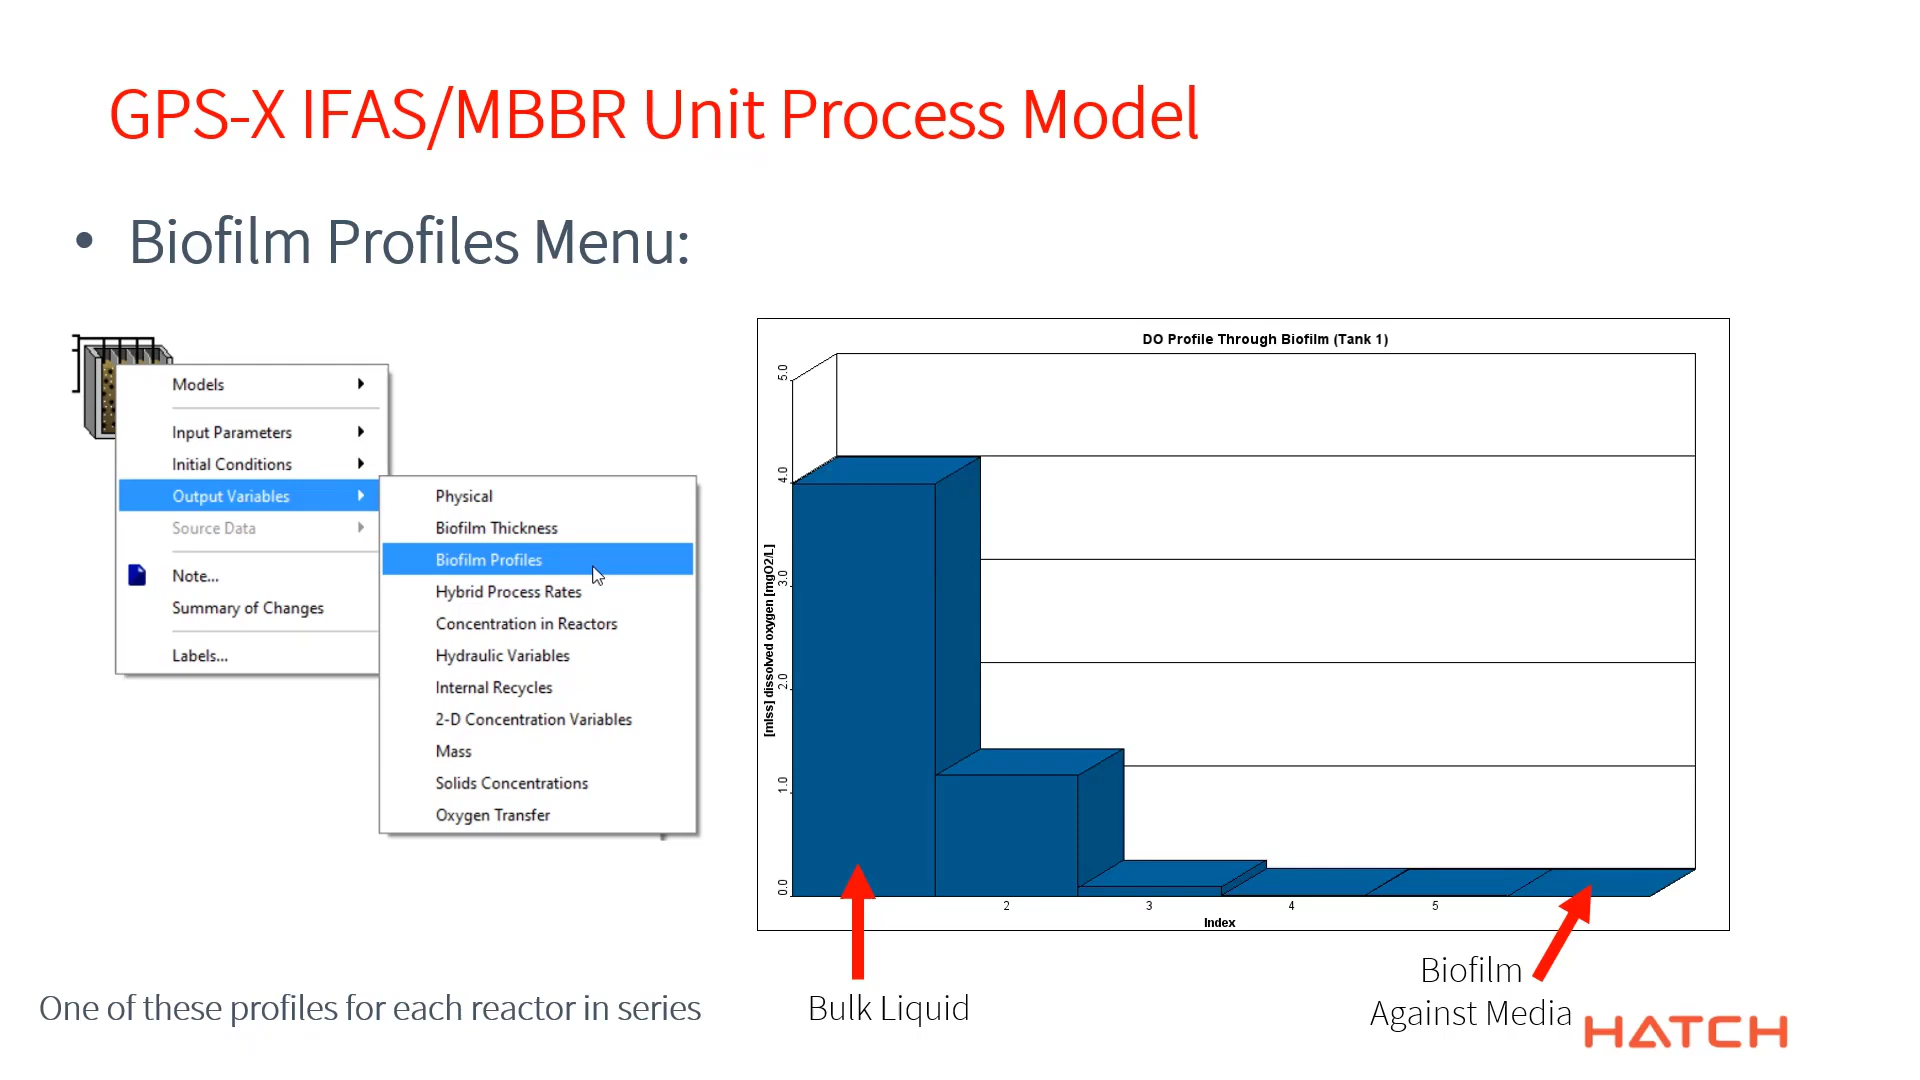 GPS-X IFAS/MBBR Unit Process Model
• Biofilm Profiles Menu:
Models
Input Parameters
Initial Conditions
Output Variables
Source Data
Note...
Summary of Changes
Labels...
Physical
Biofilm Thickness
Biofilm Profiles
Hybrid Process Rates
Concentration in Reactors
Hydraulic Variables
Internal Recycles
2-D Concentration Variables
Mass
Solids Concentrations
Oxygen Transfer
DO Profile Through Biofilm (Tank 1)
[mlss] dissolved oxygen [mgO2/L]
5.0
4.0
3.0
2.0
1.0
0.0
2
3
4
5
Index
One of these profiles for each reactor in series
Bulk Liquid
Biofilm
Against Media
HATCH